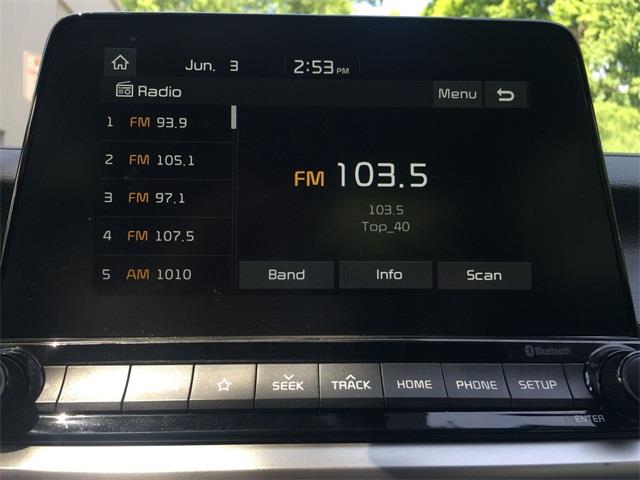 Jun. 3 2:53 PM
Radio Menu
1 FM 93.9
2 FM 105.1
3 FM 97.1
4 FM 107.5
5 AM 1010
FM 103.5
103.5
Top_40
Band Info Scan
Bluetooth
SEEK TRACK HOME PHONE SETUP
ENTER